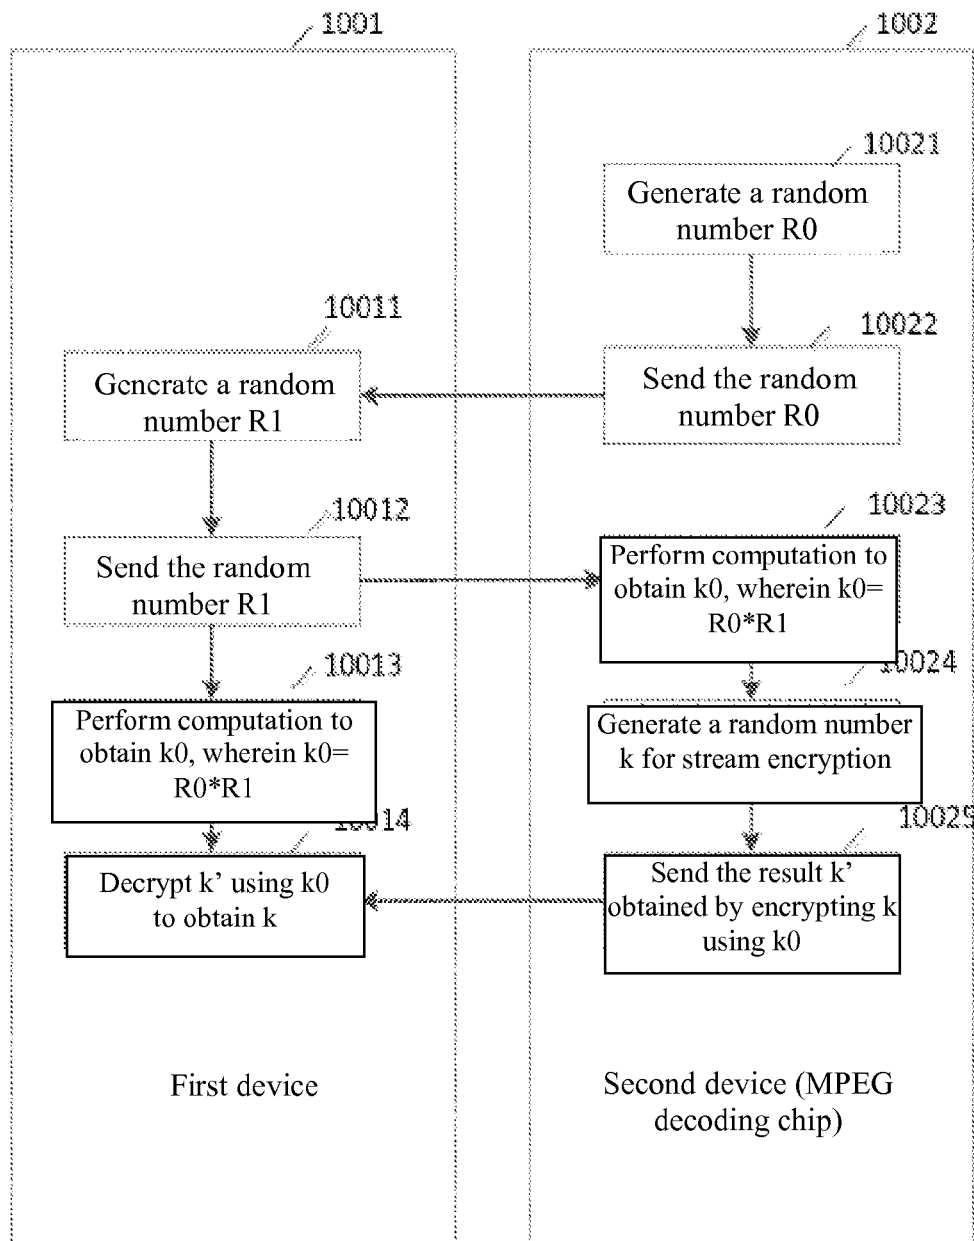 1001
1002
10021
Generate a random
number R0
10011
10022
Generate a random
number R1
Send the random
number R0
10012
10023
Send the random
number R1
Perform computation to
obtain k0, wherein k0=
R0*R1
10013
10024
Perform computation to
obtain k0, wherein k0=
R0*R1
Generate a random number
k for stream encryption
10014
10025
Decrypt k’ using k0
to obtain k
Send the result k’
obtained by encrypting k
using k0
First device
Second device (MPEG
decoding chip)